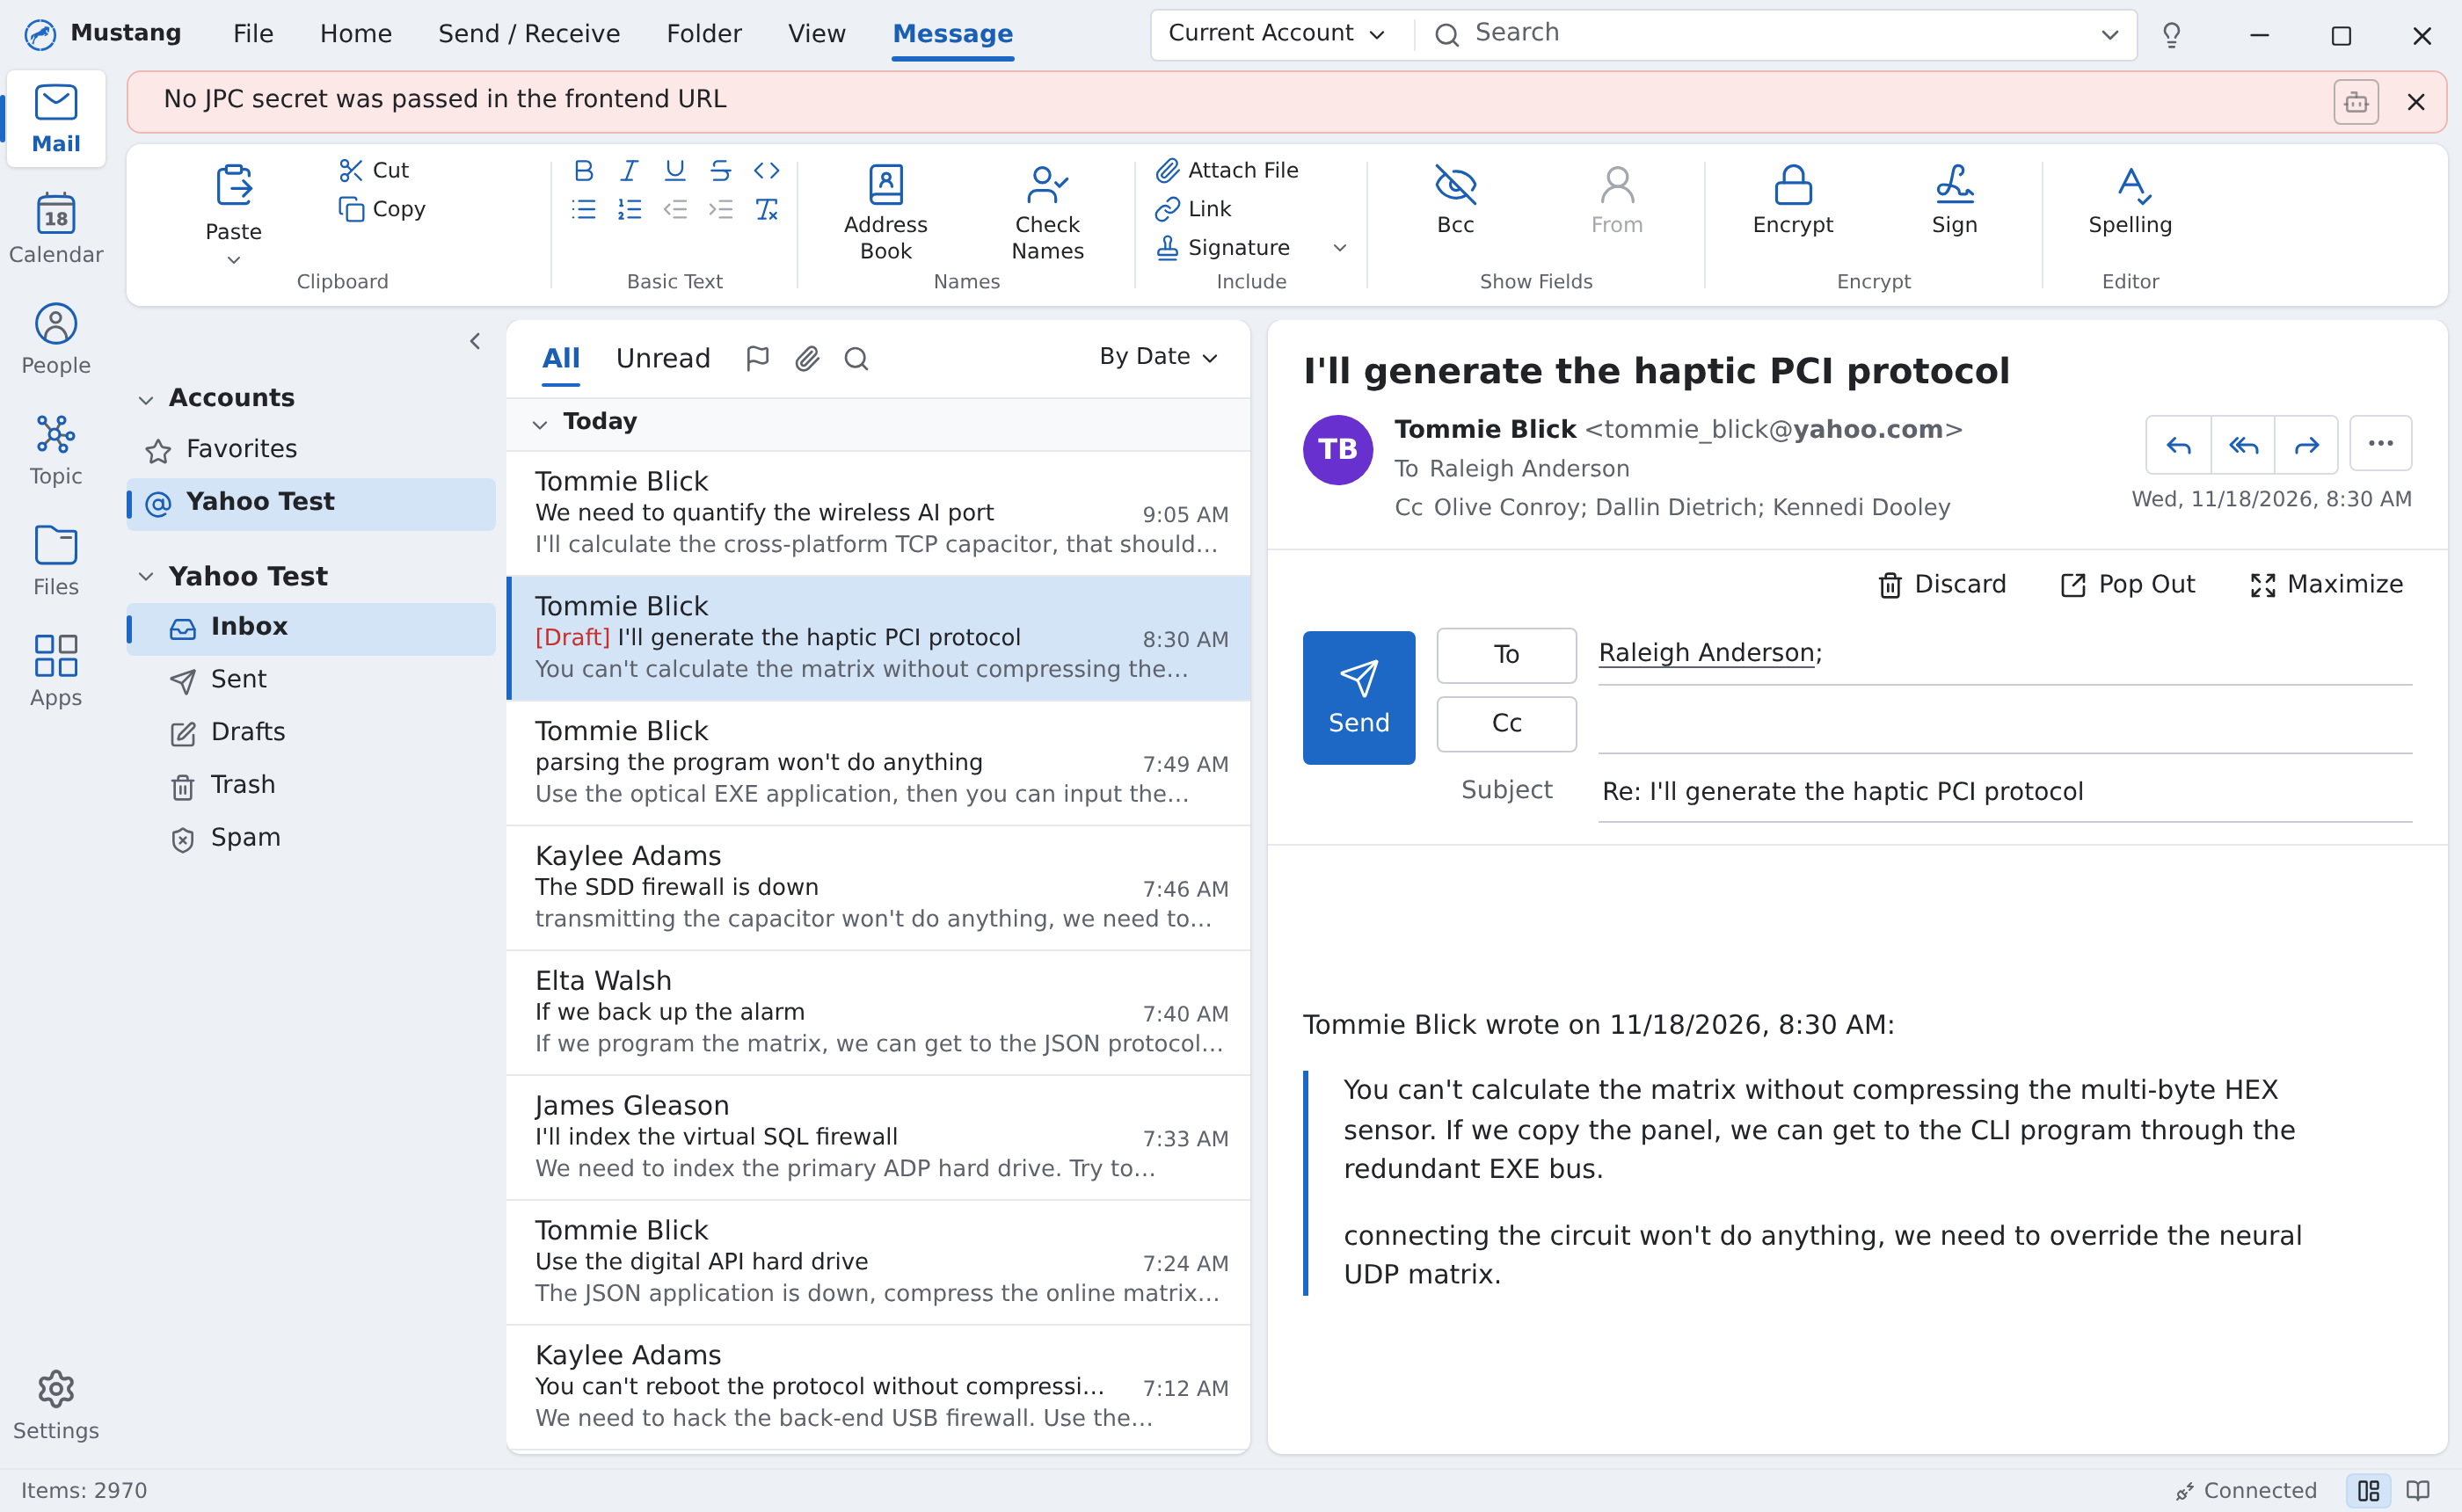 Mustang File Home Send / Receive Folder View Message Current Account Search
No JPC secret was passed in the frontend URL
Mail
Calendar
18
People
Topic
Files
Apps
Settings
Paste
Cut
Copy
Clipboard
Basic Text
Address Book
Check Names
Names
Attach File
Link
Signature
Include
Bcc
From
Show Fields
Encrypt
Sign
Encrypt
Spelling
Editor
Accounts
Favorites
Yahoo Test
Yahoo Test
Inbox
Sent
Drafts
Trash
Spam
All Unread By Date
Today
Tommie Blick
We need to quantify the wireless AI port 9:05 AM
I'll calculate the cross-platform TCP capacitor, that should...
Tommie Blick
[Draft] I'll generate the haptic PCI protocol 8:30 AM
You can't calculate the matrix without compressing the...
Tommie Blick
parsing the program won't do anything 7:49 AM
Use the optical EXE application, then you can input the...
Kaylee Adams
The SDD firewall is down 7:46 AM
transmitting the capacitor won't do anything, we need to...
Elta Walsh
If we back up the alarm 7:40 AM
If we program the matrix, we can get to the JSON protocol...
James Gleason
I'll index the virtual SQL firewall 7:33 AM
We need to index the primary ADP hard drive. Try to...
Tommie Blick
Use the digital API hard drive 7:24 AM
The JSON application is down, compress the online matrix...
Kaylee Adams
You can't reboot the protocol without compressi... 7:12 AM
We need to hack the back-end USB firewall. Use the...
I'll generate the haptic PCI protocol
TB
Tommie Blick <tommie_blick@yahoo.com>
To Raleigh Anderson
Cc Olive Conroy; Dallin Dietrich; Kennedi Dooley
Wed, 11/18/2026, 8:30 AM
Discard Pop Out Maximize
Send
To Raleigh Anderson;
Cc
Subject Re: I'll generate the haptic PCI protocol
Tommie Blick wrote on 11/18/2026, 8:30 AM:
You can't calculate the matrix without compressing the multi-byte HEX
sensor. If we copy the panel, we can get to the CLI program through the
redundant EXE bus.
connecting the circuit won't do anything, we need to override the neural
UDP matrix.
Items: 2970
Connected